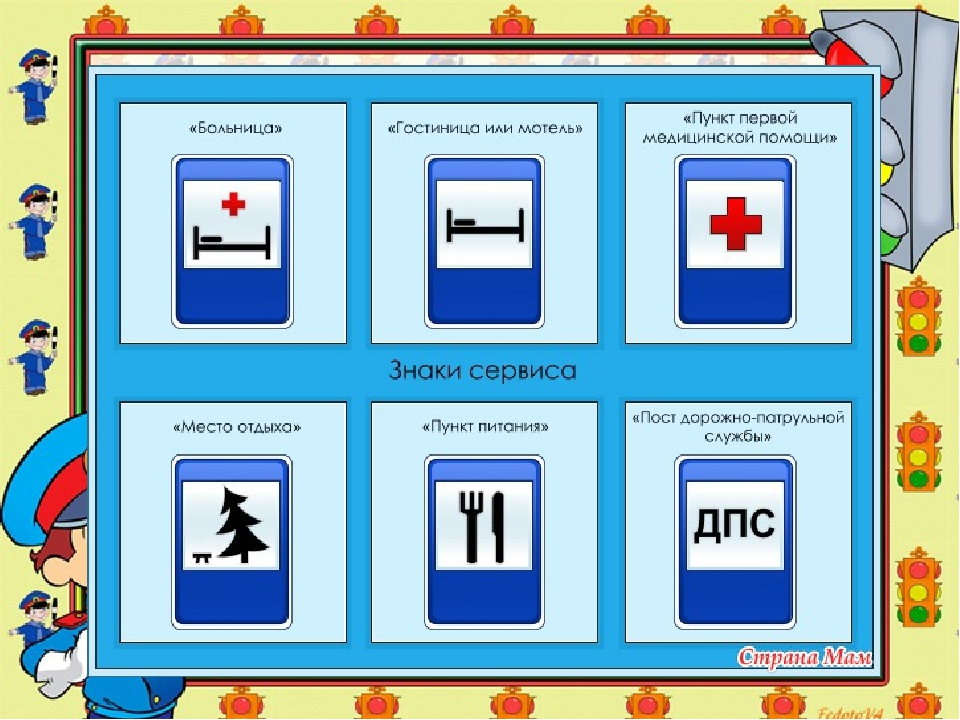 «Больница»
«Гостиница или мотель»
«Пункт первой
медицинской помощи»
Знаки сервиса
«Место отдыха»
«Пункт питания»
«Пост дорожно-патрульной
службы»
ДПС
Страна Мам
FedotoVA